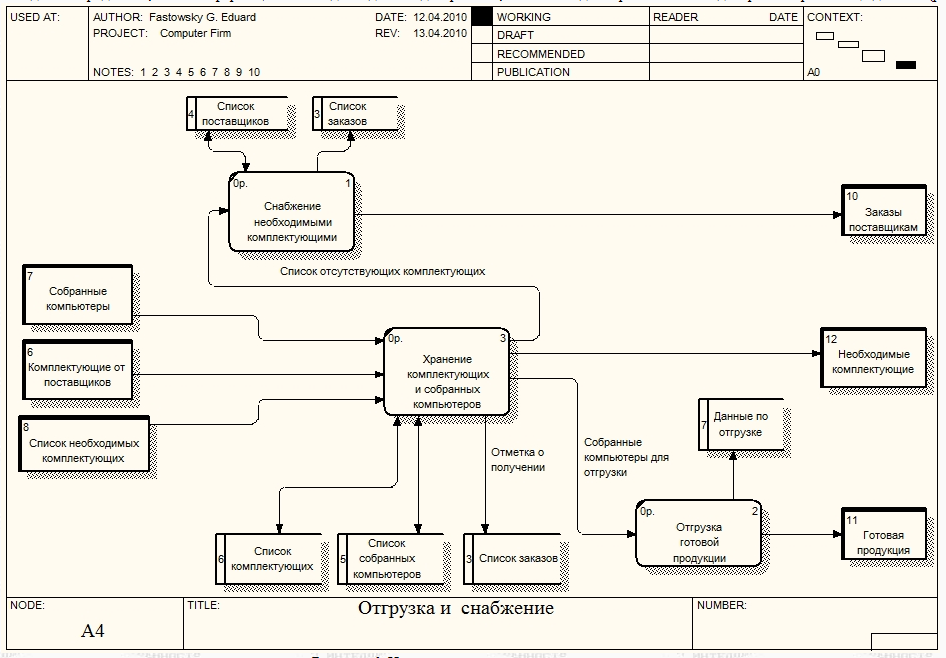 USED AT:
AUTHOR: Fastowsky G. Eduard
DATE: 12.04.2010
PROJECT: Computer Firm
REV: 13.04.2010
NOTES: 1 2 3 4 5 6 7 8 9 10
WORKING
DRAFT
RECOMMENDED
PUBLICATION
READER
DATE
CONTEXT:
A0
4
Список
поставщиков
3
Список
заказов
0р.
1
Снабжение
необходимыми
комплектующими
10
Заказы
поставщикам
Список отсутствующих комплектующих
7
Собранные
компьютеры
6
Комплектующие от
поставщиков
8
Список необходимых
комплектующих
0р.
3
Хранение
комплектующих
и собранных
компьютеров
12
Необходимые
комплектующие
7
Данные по
отгрузке
Отметка о
получении
Собранные
компьютеры для
отгрузки
6
Список
комплектующих
5
Список
собранных
компьютеров
3
Список заказов
0р.
2
Отгрузка
готовой
продукции
11
Готовая
продукция
NODE:
A4
TITLE:
Отгрузка и снабжение
NUMBER: